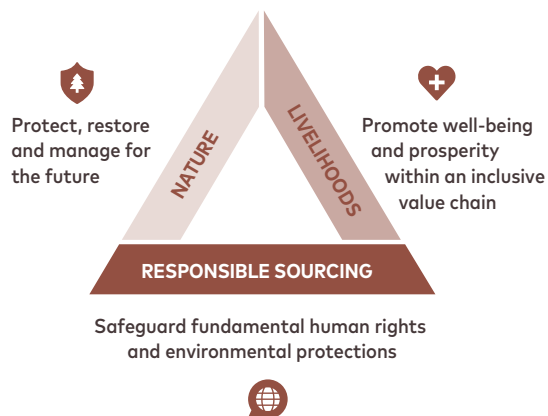 Protect, restore
and manage for
the future
NATURE
LIVELIHOODS
Promote well-being
and prosperity
within an inclusive
value chain
RESPONSIBLE SOURCING
Safeguard fundamental human rights
and environmental protections